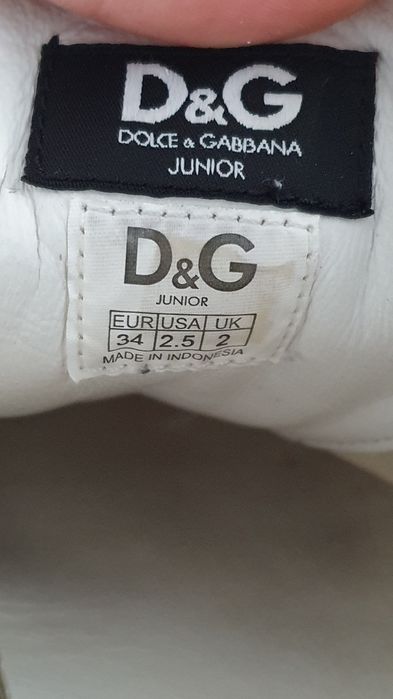 D&G
DOLCE & GABBANA
JUNIOR
D&G
JUNIOR
EUR USA UK
34 2.5 2
MADE IN INDONESIA